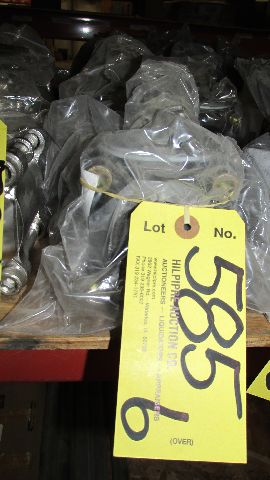 Lot No.
585
6
HILPIPRE AUCTION CO.
AUCTIONEERS — LIQUIDATORS — APPRAISERS
(OVER)